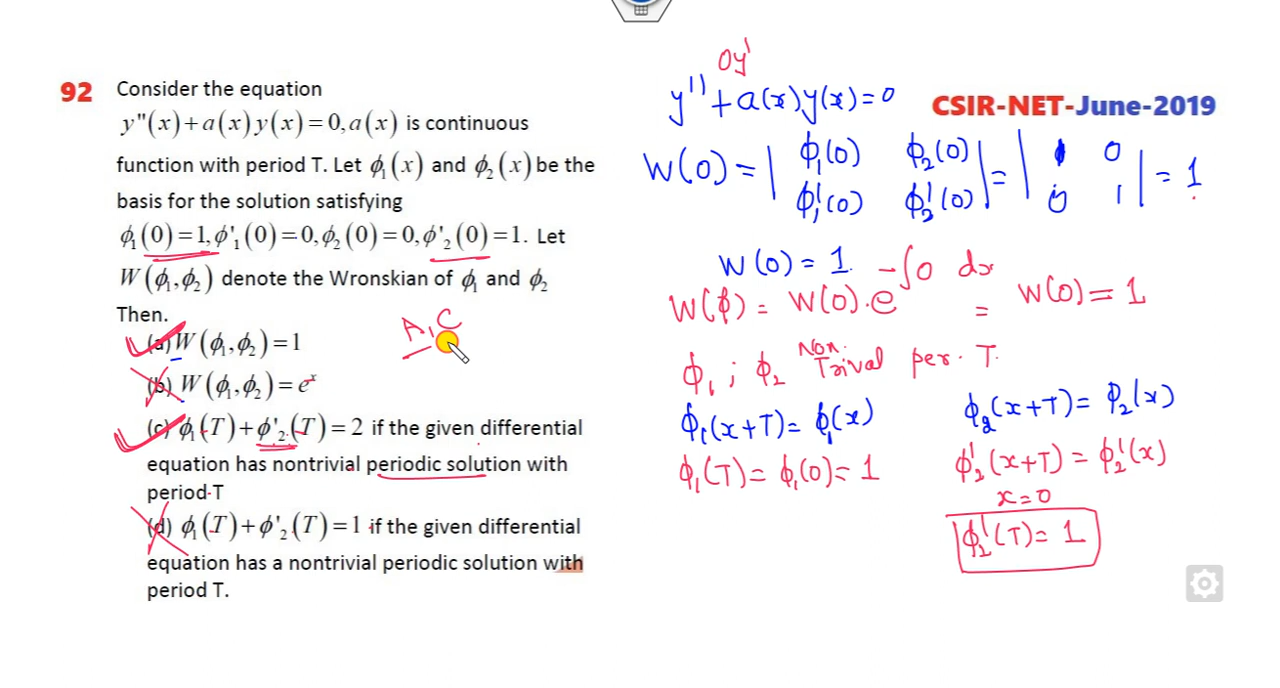 92 Consider the equation
y"(x)+a(x)y(x)=0, a(x) is continuous
function with period T. Let ϕ₁(x) and ϕ₂(x) be the
basis for the solution satisfying
ϕ₁(0)=1, ϕ'₁(0)=0, ϕ₂(0)=0, ϕ'₂(0)=1. Let
W(ϕ₁,ϕ₂) denote the Wronskian of ϕ₁ and ϕ₂
Then.
(a) W(ϕ₁,ϕ₂)=1
(b) W(ϕ₁,ϕ₂)=eˣ
(c) ϕ₁(T)+ϕ'₂(T)=2 if the given differential
equation has nontrivial periodic solution with
period T
(d) ϕ₁(T)+ϕ'₂(T)=1 if the given differential
equation has a nontrivial periodic solution with
period T.
A, C
0y'
y''+a(x)y(x)=0
CSIR-NET-June-2019
W(0)=| ϕ₁(0) ϕ₂(0) | = | 1 0 | = 1
ϕ₁'(0) ϕ₂'(0) 0 1
W(0)=1.
W(ϕ)= W(0).e^(-∫0 dx) = W(0)=1
ϕ₁ ; ϕ₂ Non. Trival per. T.
ϕ₁(x+T)=ϕ₁(x) ϕ₂(x+T)=ϕ₂(x)
ϕ₁(T)=ϕ₁(0)=1 ϕ₂'(x+T)=ϕ₂'(x)
x=0
ϕ₂'(T)=1